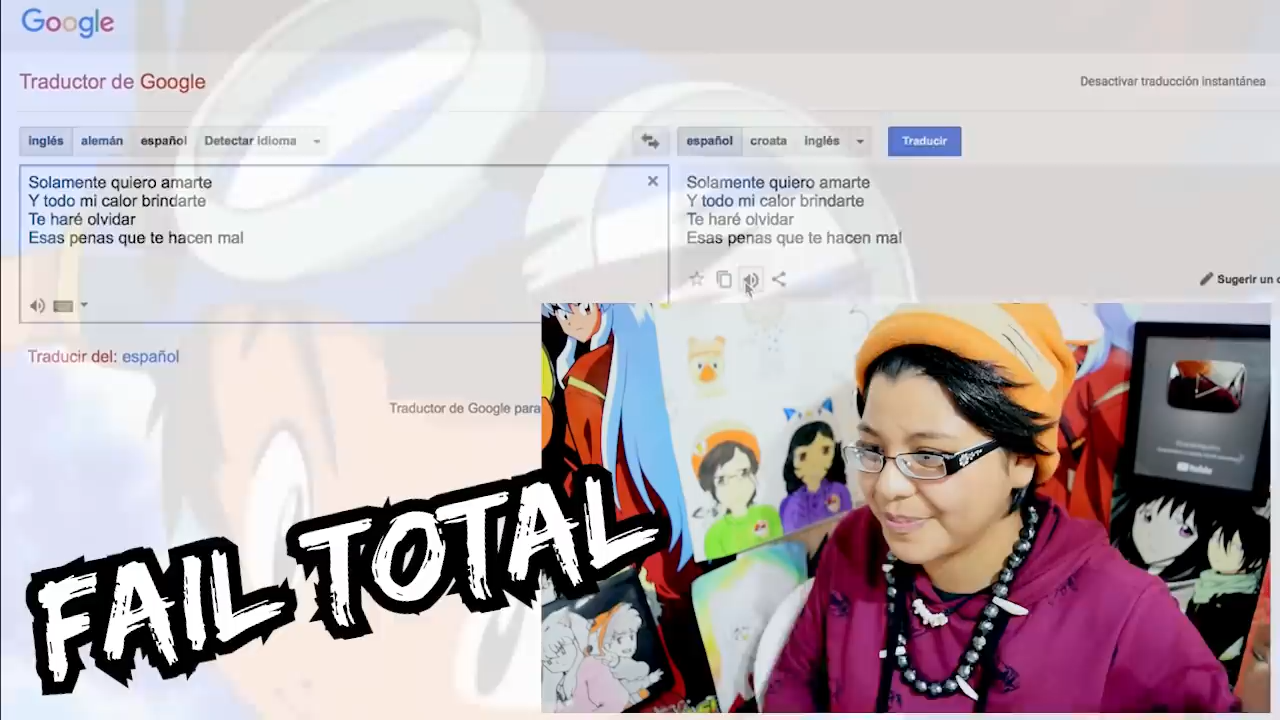 Google
Traductor de Google
Desactivar traducción instantánea
inglés alemán español Detectar idioma
español croata inglés Traducir
Solamente quiero amarte
Y todo mi calor brindarte
Te haré olvidar
Esas penas que te hacen mal
Solamente quiero amarte
Y todo mi calor brindarte
Te haré olvidar
Esas penas que te hacen mal
Sugerir un c
Traducir del: español
Traductor de Google para
FAIL TOTAL
YouTube